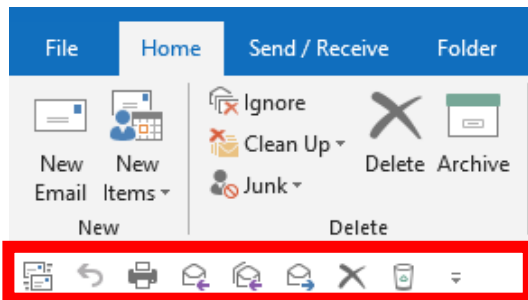 File Home Send / Receive Folder
New Email
New Items
Ignore
Clean Up
Junk
Delete
Archive
New
Delete